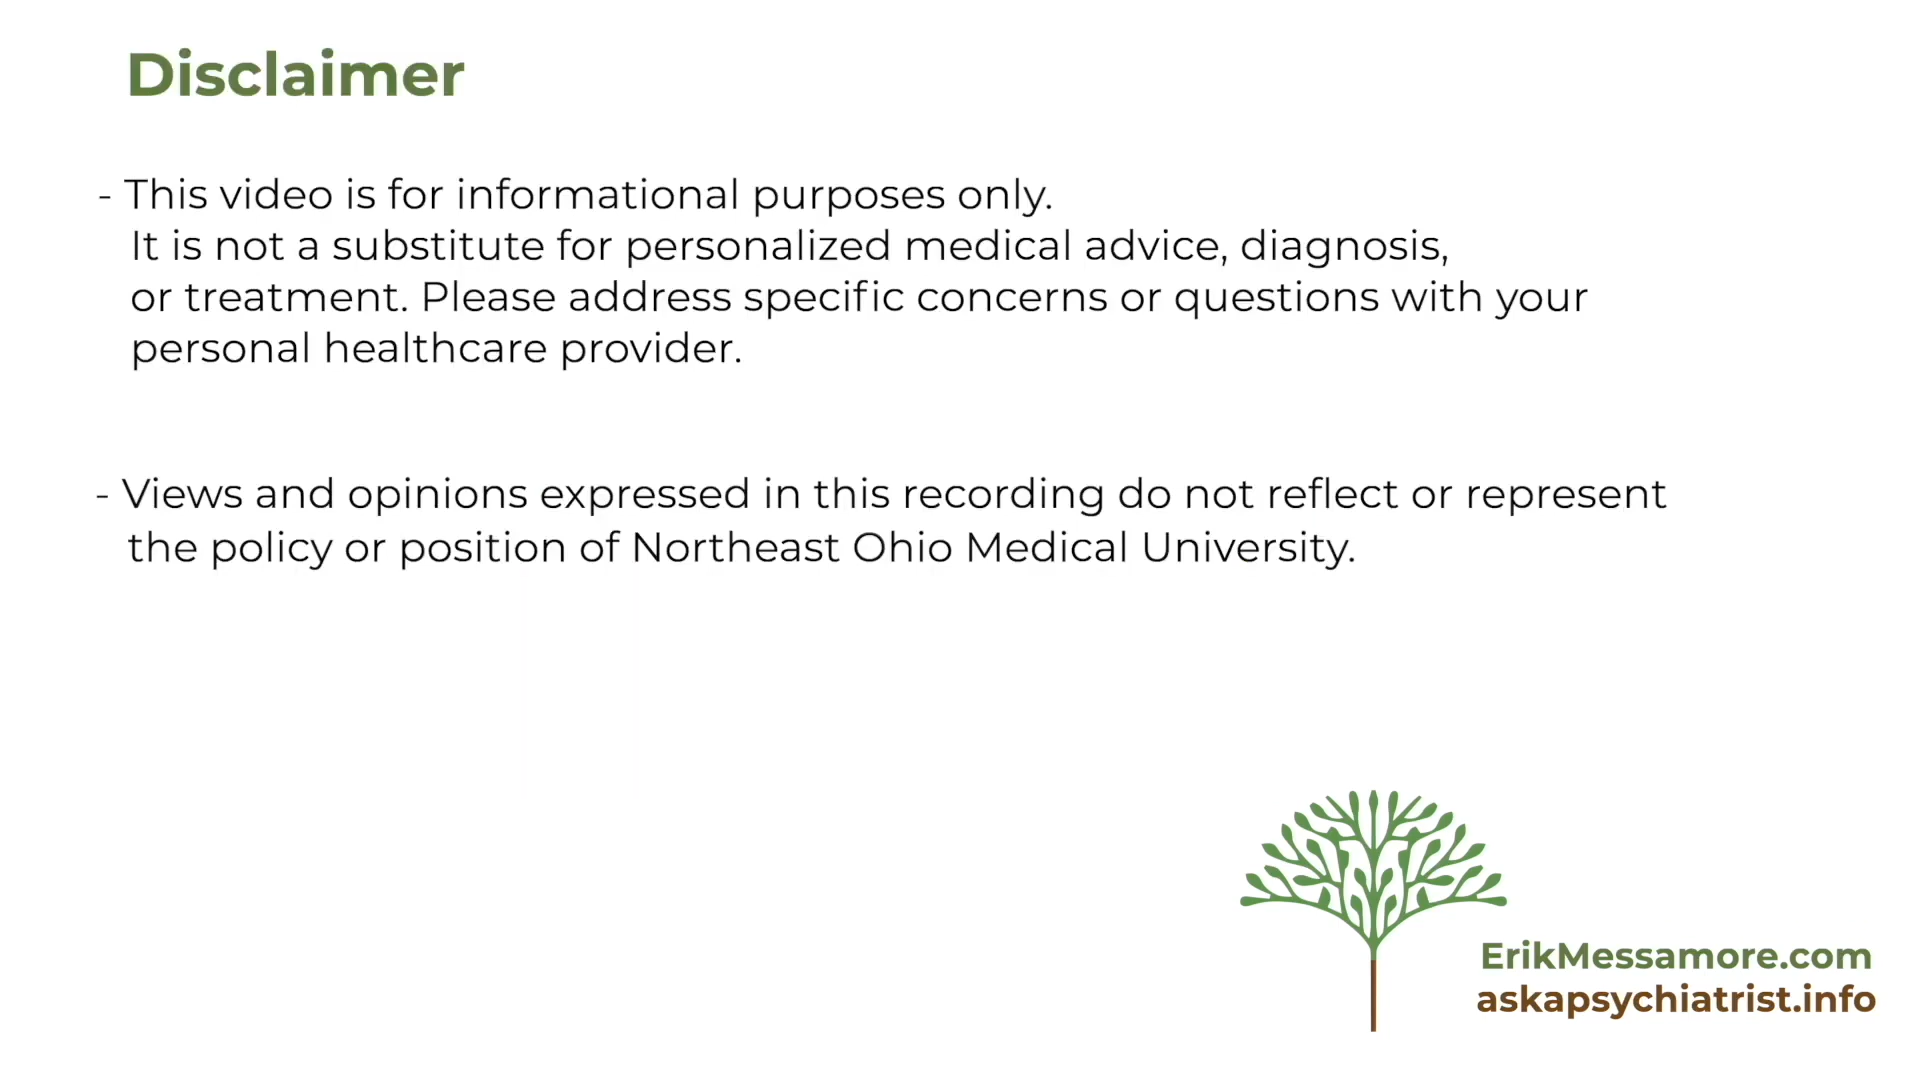 Disclaimer
- This video is for informational purposes only.
It is not a substitute for personalized medical advice, diagnosis,
or treatment. Please address specific concerns or questions with your
personal healthcare provider.
- Views and opinions expressed in this recording do not reflect or represent
the policy or position of Northeast Ohio Medical University.
ErikMessamore.com
askapsychiatrist.info